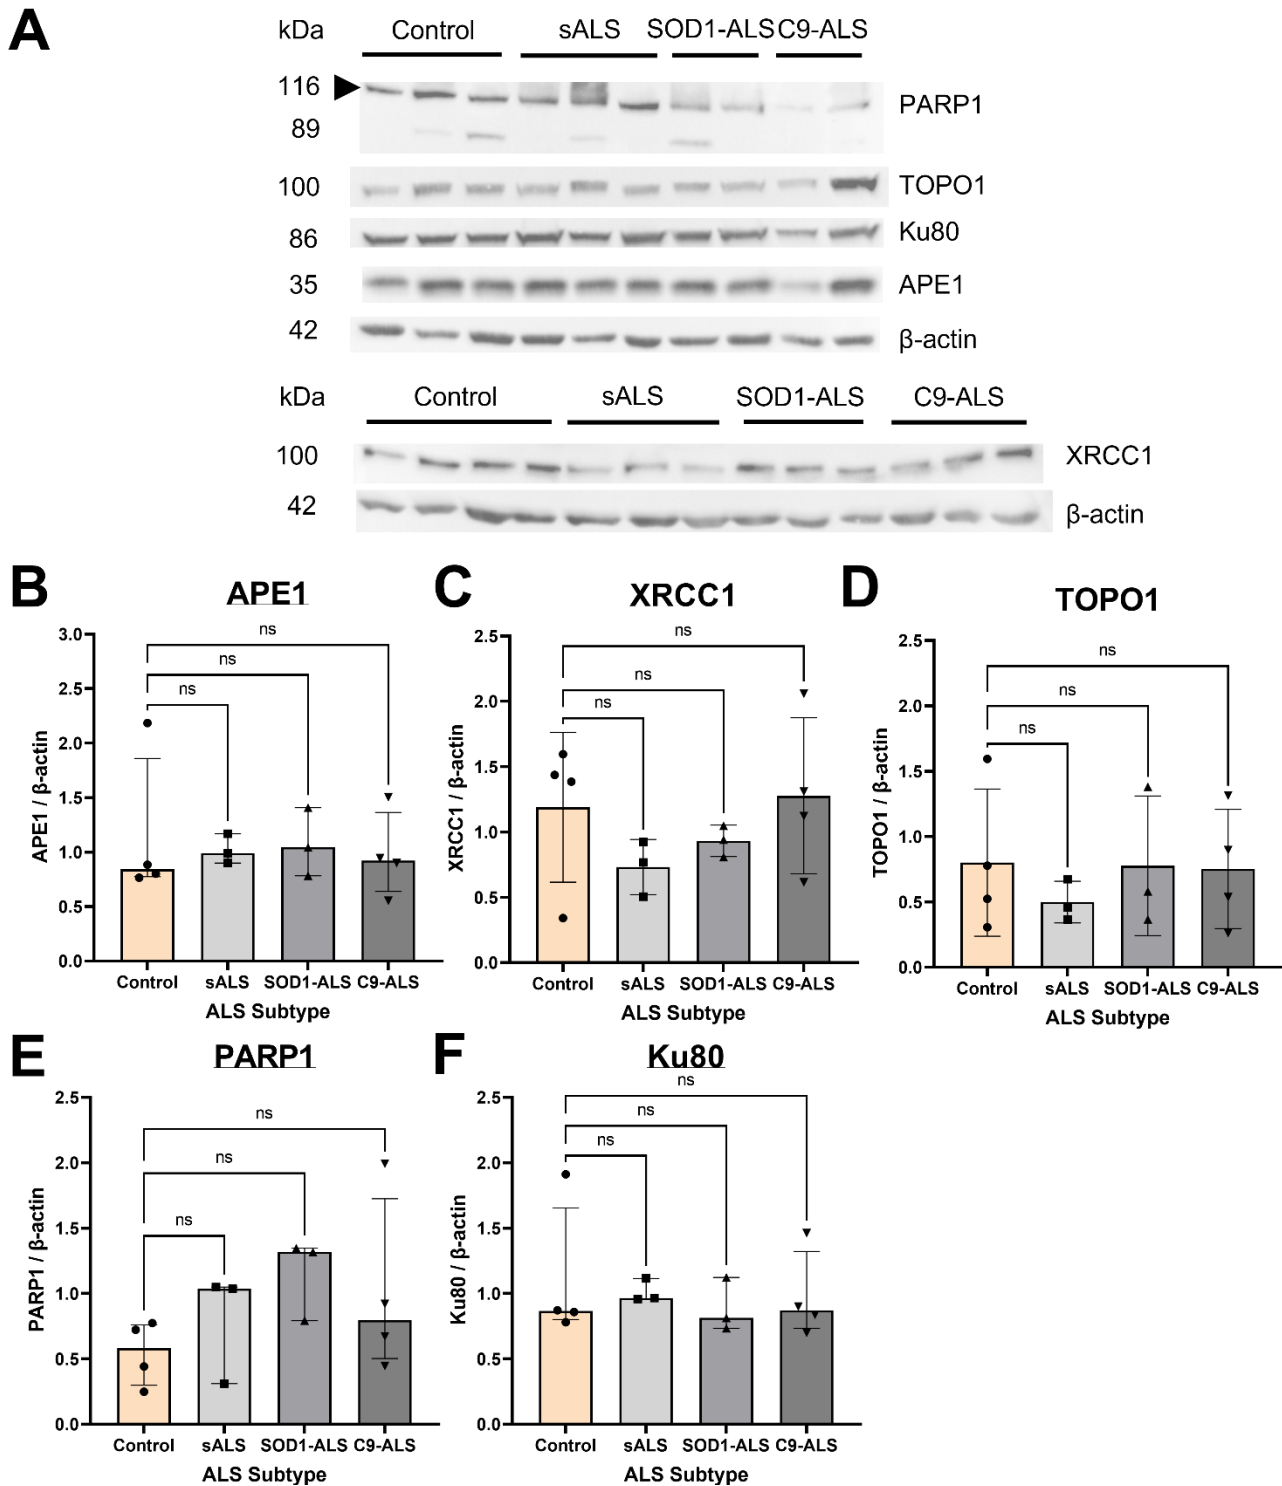 A
kDa Control sALS SOD1-ALS C9-ALS
116 PARP1
89
100 TOPO1
86 Ku80
35 APE1
42 β-actin
kDa Control sALS SOD1-ALS C9-ALS
100 XRCC1
42 β-actin
B
APE1
APE1 / β-actin
3.0
2.5
2.0
1.5
1.0
0.5
0.0
ns
ns
ns
Control sALS SOD1-ALS C9-ALS
ALS Subtype
C
XRCC1
XRCC1 / β-actin
2.5
2.0
1.5
1.0
0.5
0.0
ns
ns
ns
Control sALS SOD1-ALS C9-ALS
ALS Subtype
D
TOPO1
TOPO1 / β-actin
2.5
2.0
1.5
1.0
0.5
0.0
ns
ns
ns
Control sALS SOD1-ALS C9-ALS
ALS Subtype
E
PARP1
PARP1 / β-actin
2.5
2.0
1.5
1.0
0.5
0.0
ns
ns
ns
Control sALS SOD1-ALS C9-ALS
ALS Subtype
F
Ku80
Ku80 / β-actin
2.5
2.0
1.5
1.0
0.5
0.0
ns
ns
ns
Control sALS SOD1-ALS C9-ALS
ALS Subtype